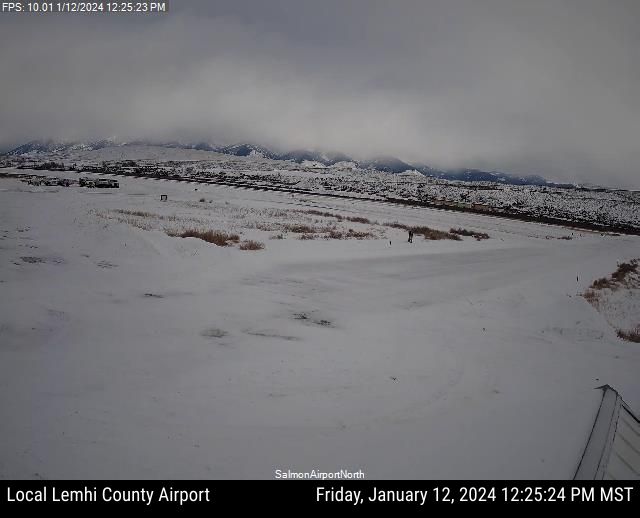 FPS: 10.01 1/12/2024 12:25:23 PM
SalmonAirportNorth
Local Lemhi County Airport Friday, January 12, 2024 12:25:24 PM MST